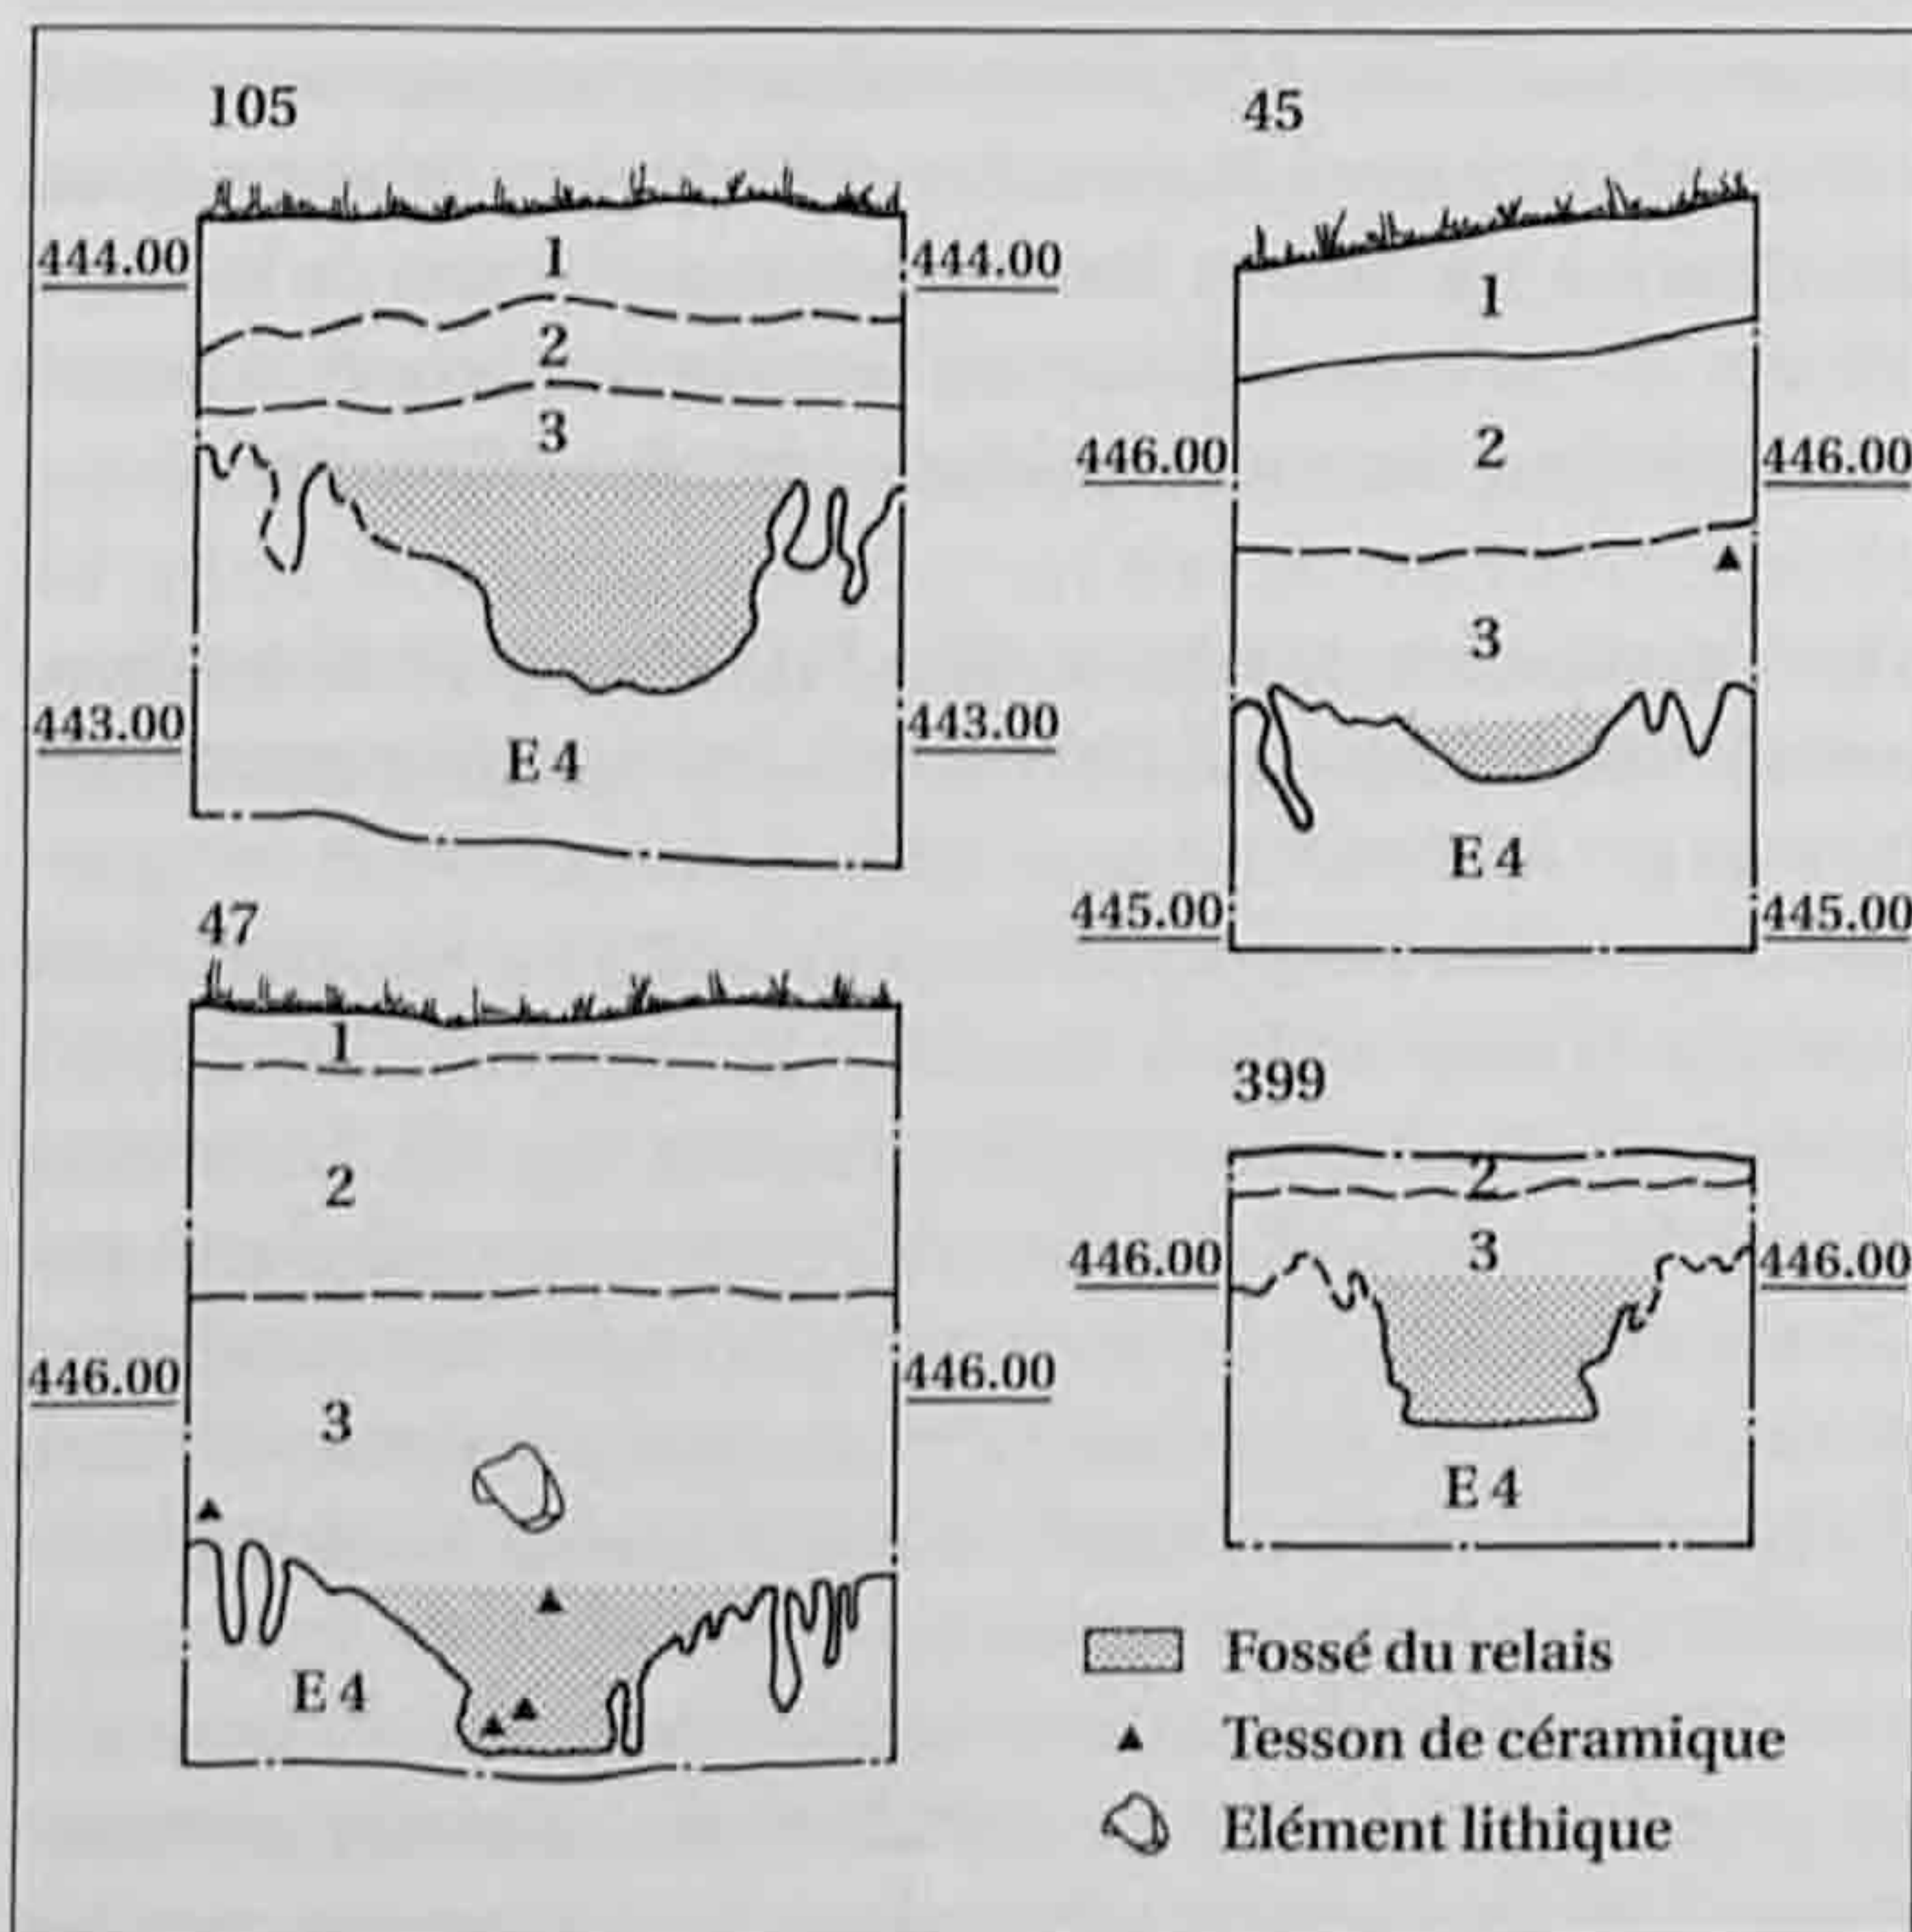 105
444.00 444.00
1
2
3
443.00 443.00
E 4
45
1
2
446.00 446.00
3
E 4
445.00 445.00
47
1
2
446.00 446.00
3
E 4
399
2
446.00 3 446.00
E 4
Fossé du relais
Tesson de céramique
Elément lithique